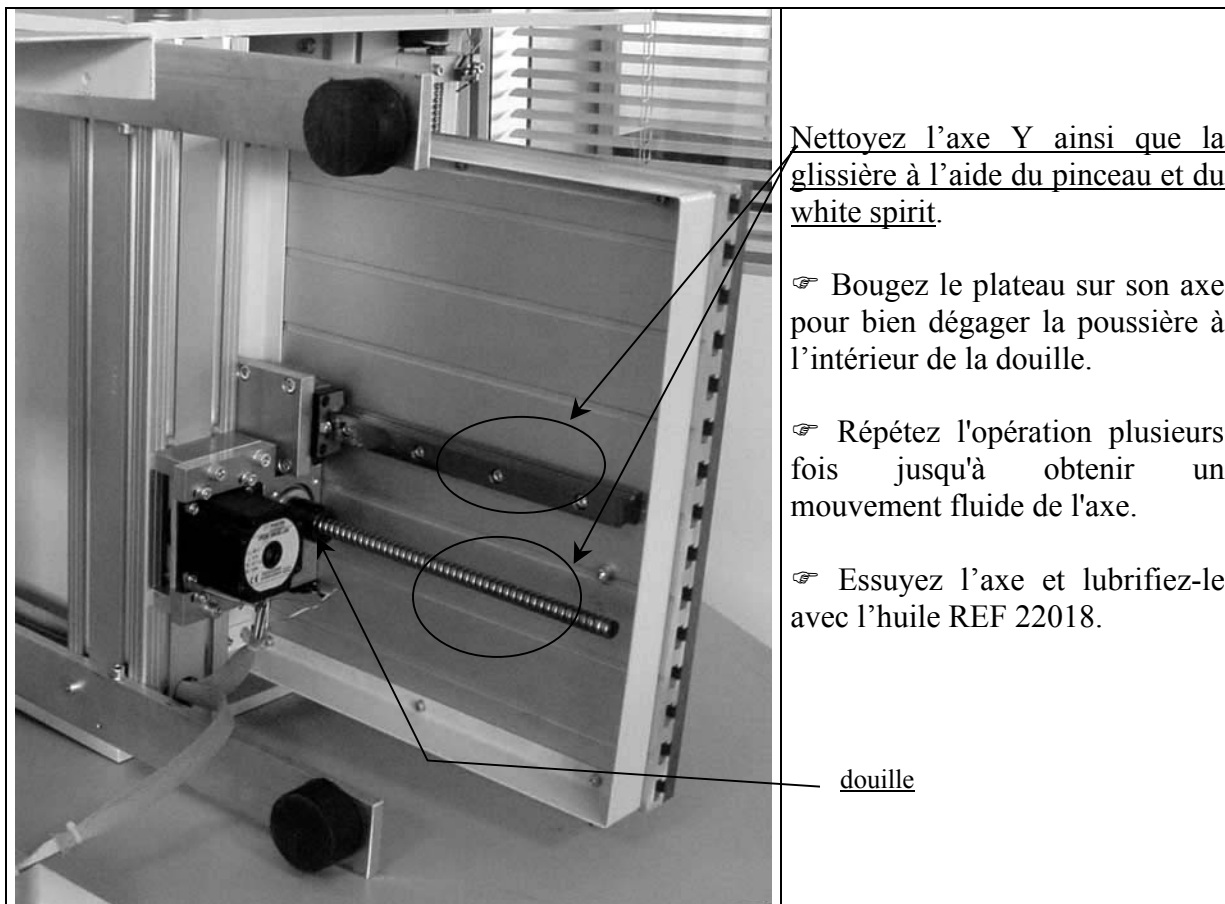 Nettoyez l’axe Y ainsi que la
glissière à l’aide du pinceau et du
white spirit.
☞ Bougez le plateau sur son axe
pour bien dégager la poussière à
l’intérieur de la douille.
☞ Répétez l'opération plusieurs
fois jusqu'à obtenir un
mouvement fluide de l'axe.
☞ Essuyez l’axe et lubrifiez-le
avec l’huile REF 22018.
douille